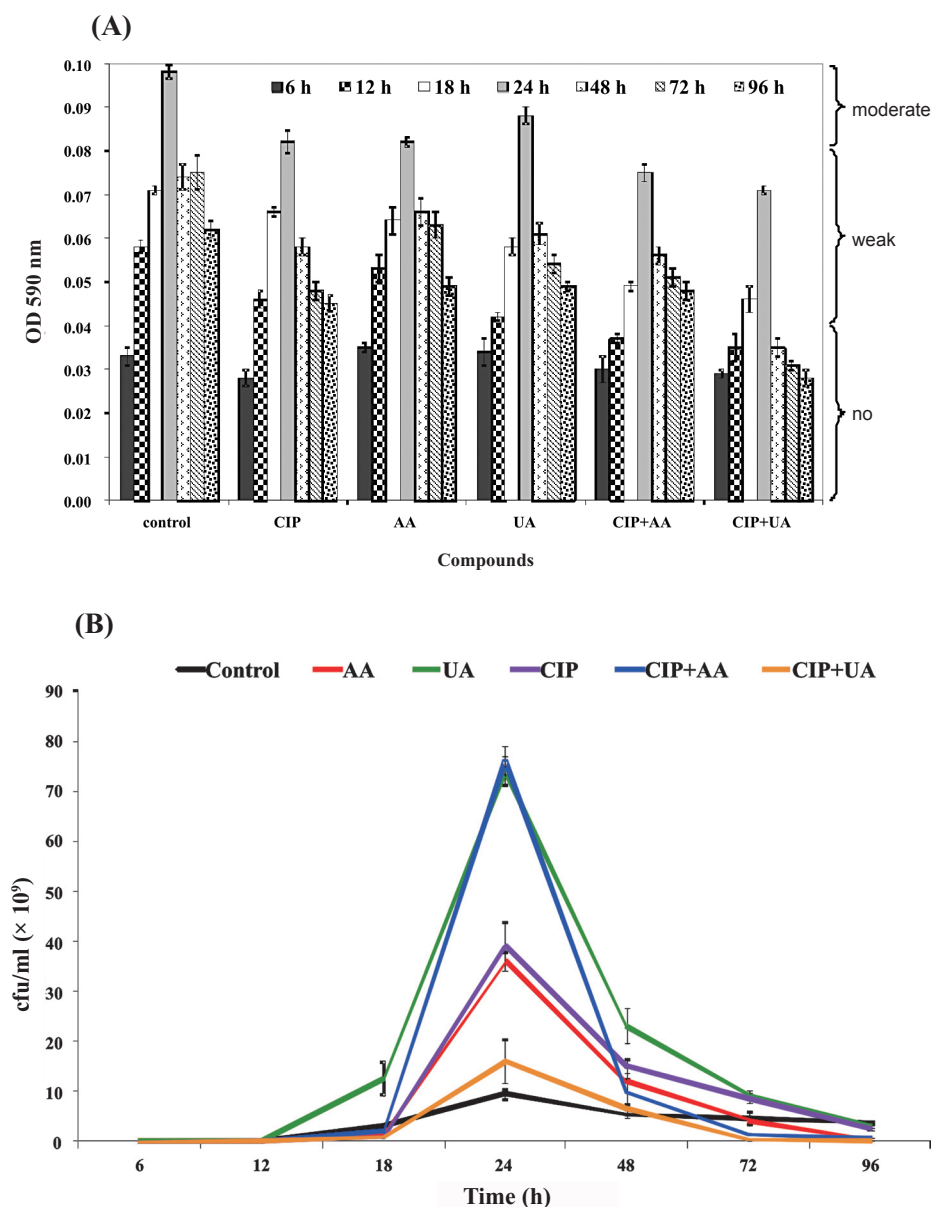 (A)
6 h 12 h 18 h 24 h 48 h 72 h 96 h
0.10
0.09
0.08
0.07
0.06
0.05
0.04
0.03
0.02
0.01
0.00
OD 590 nm
moderate
weak
no
control CIP AA UA CIP+AA CIP+UA
Compounds
(B)
Control AA UA CIP CIP+AA CIP+UA
90
80
70
60
50
40
30
20
10
0
cfu/ml (× 10⁹)
6 12 18 24 48 72 96
Time (h)